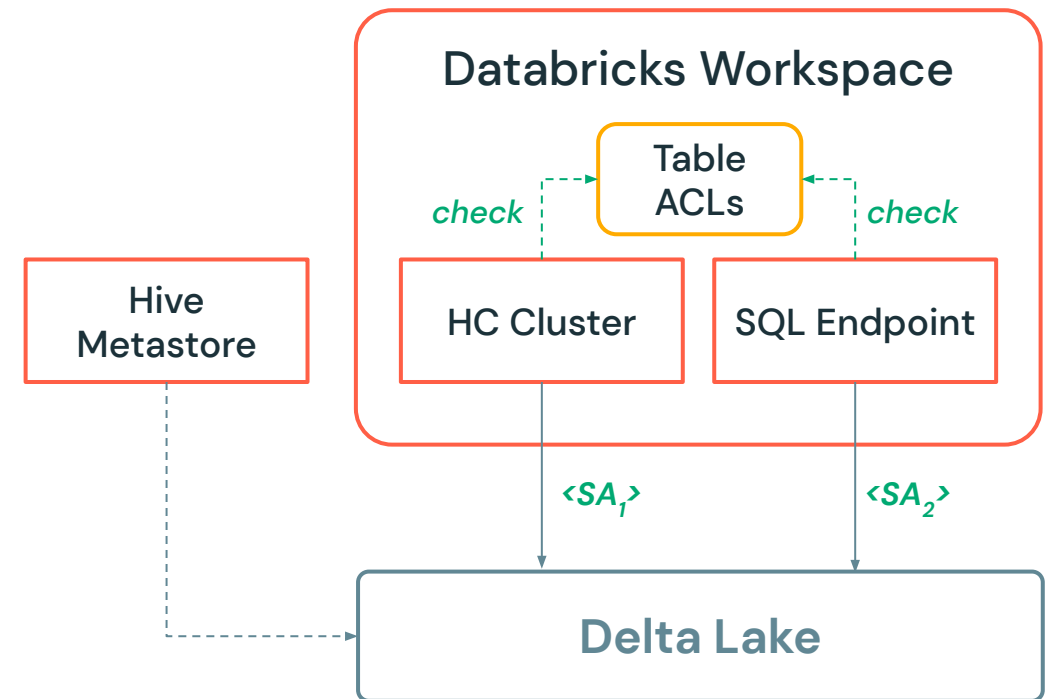 Databricks Workspace
Table
ACLs
check
check
Hive
Metastore
HC Cluster
SQL Endpoint
<SA₁>
<SA₂>
Delta Lake